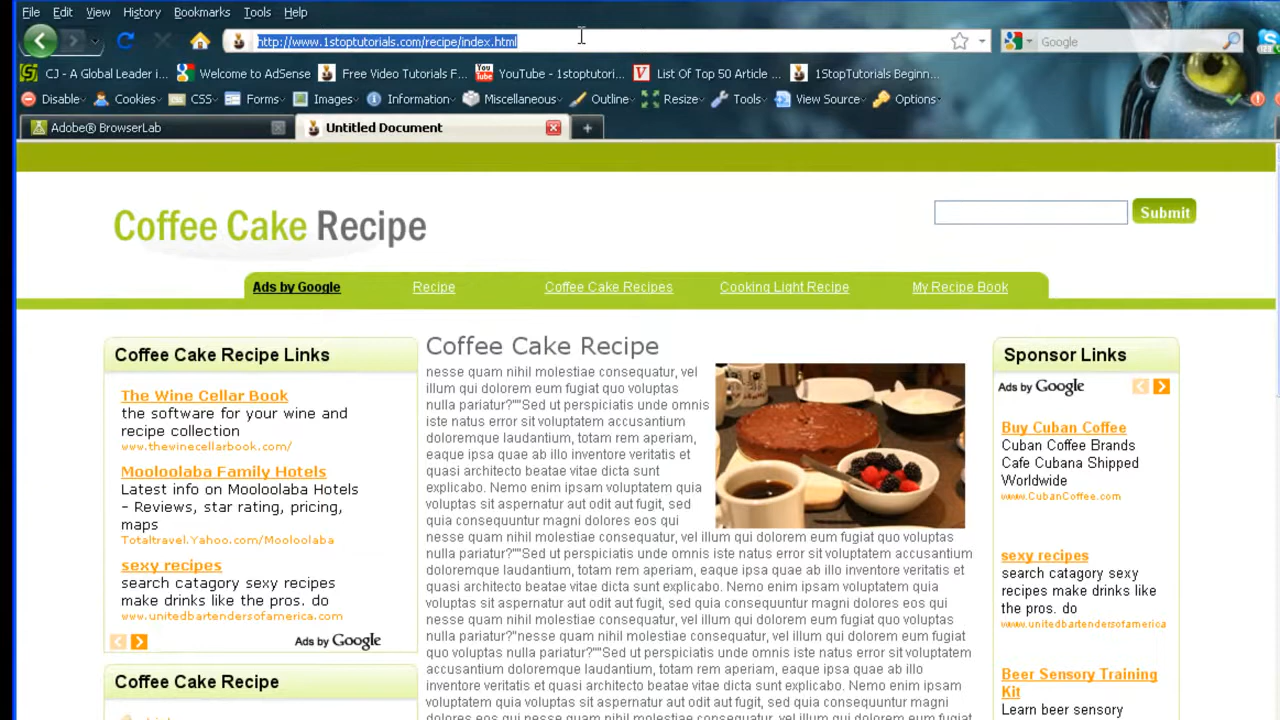 File Edit View History Bookmarks Tools Help
http://www.1stoptutorials.com/recipe/index.html
Google
CJ - A Global Leader i... Welcome to AdSense Free Video Tutorials F... YouTube - 1stoptutori... List Of Top 50 Article ... 1StopTutorials Beginn...
Disable Cookies CSS Forms Images Information Miscellaneous Outline Resize Tools View Source Options
Adobe® BrowserLab Untitled Document
Coffee Cake Recipe
Submit
Ads by Google Recipe Coffee Cake Recipes Cooking Light Recipe My Recipe Book
Coffee Cake Recipe Links
The Wine Cellar Book
the software for your wine and
recipe collection
www.thewinecellarbook.com/
Mooloolaba Family Hotels
Latest info on Mooloolaba Hotels
- Reviews, star rating, pricing,
maps
Totaltravel.Yahoo.com/Mooloolaba
sexy recipes
search catagory sexy recipes
make drinks like the pros. do
www.unitedbartendersofamerica.com
Ads by Google
Coffee Cake Recipe
Coffee Cake Recipe
nesse quam nihil molestiae consequatur, vel
illum qui dolorem eum fugiat quo voluptas
nulla pariatur?""Sed ut perspiciatis unde omnis
iste natus error sit voluptatem accusantium
doloremque laudantium, totam rem aperiam,
eaque ipsa quae ab illo inventore veritatis et
quasi architecto beatae vitae dicta sunt
explicabo. Nemo enim ipsam voluptatem quia
voluptas sit aspernatur aut odit aut fugit, sed
quia consequuntur magni dolores eos qui
nesse quam nihil molestiae consequatur, vel illum qui dolorem eum fugiat quo voluptas
nulla pariatur?""Sed ut perspiciatis unde omnis iste natus error sit voluptatem accusantium
doloremque laudantium, totam rem aperiam, eaque ipsa quae ab illo inventore veritatis et
quasi architecto beatae vitae dicta sunt explicabo. Nemo enim ipsam voluptatem quia
voluptas sit aspernatur aut odit aut fugit, sed quia consequuntur magni dolores eos qui
nesse quam nihil molestiae consequatur, vel illum qui dolorem eum fugiat quo voluptas
nulla pariatur?"nesse quam nihil molestiae consequatur, vel illum qui dolorem eum fugiat
quo voluptas nulla pariatur?""Sed ut perspiciatis unde omnis iste natus error sit voluptatem
accusantium doloremque laudantium, totam rem aperiam, eaque ipsa quae ab illo
inventore veritatis et quasi architecto beatae vitae dicta sunt explicabo. Nemo enim ipsam
Sponsor Links
Ads by Google
Buy Cuban Coffee
Cuban Coffee Brands
Cafe Cubana Shipped
Worldwide
www.CubanCoffee.com
sexy recipes
search catagory sexy
recipes make drinks like
the pros. do
www.unitedbartendersofamerica
Beer Sensory Training
Kit
Learn beer sensory